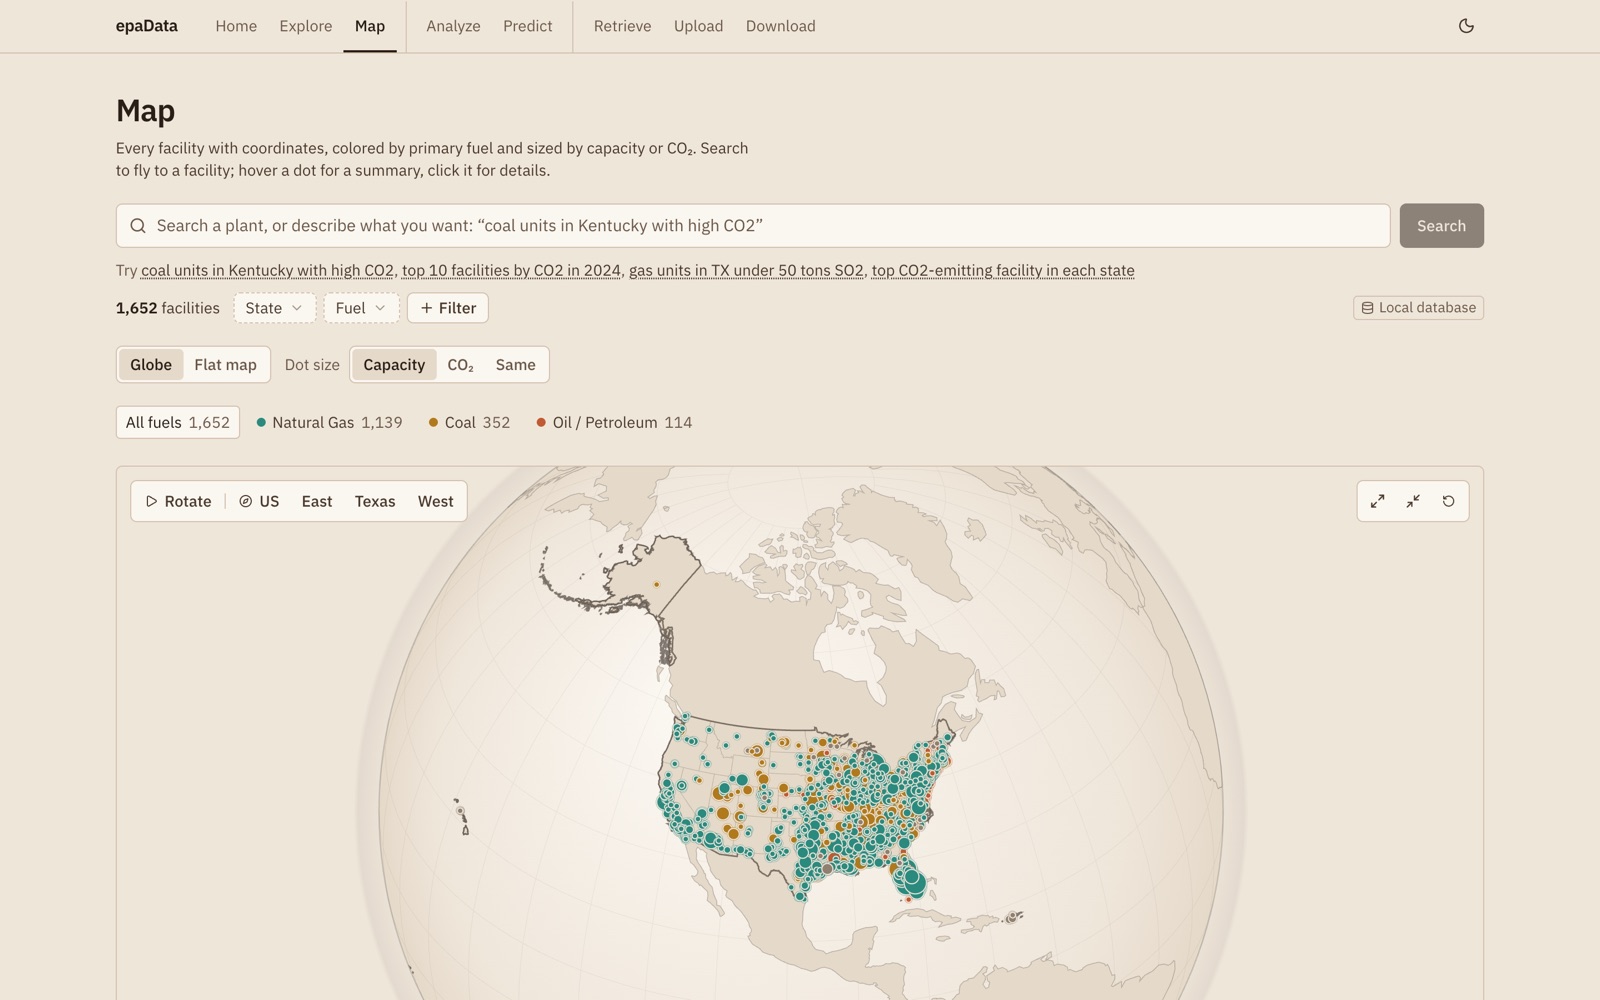 epaData Home Explore Map Analyze Predict Retrieve Upload Download
Map
Every facility with coordinates, colored by primary fuel and sized by capacity or CO₂. Search
to fly to a facility; hover a dot for a summary, click it for details.
Search a plant, or describe what you want: “coal units in Kentucky with high CO2” Search
Try coal units in Kentucky with high CO2, top 10 facilities by CO2 in 2024, gas units in TX under 50 tons SO2, top CO2-emitting facility in each state
1,652 facilities State Fuel + Filter Local database
Globe Flat map Dot size Capacity CO₂ Same
All fuels 1,652 Natural Gas 1,139 Coal 352 Oil / Petroleum 114
Rotate US East Texas West